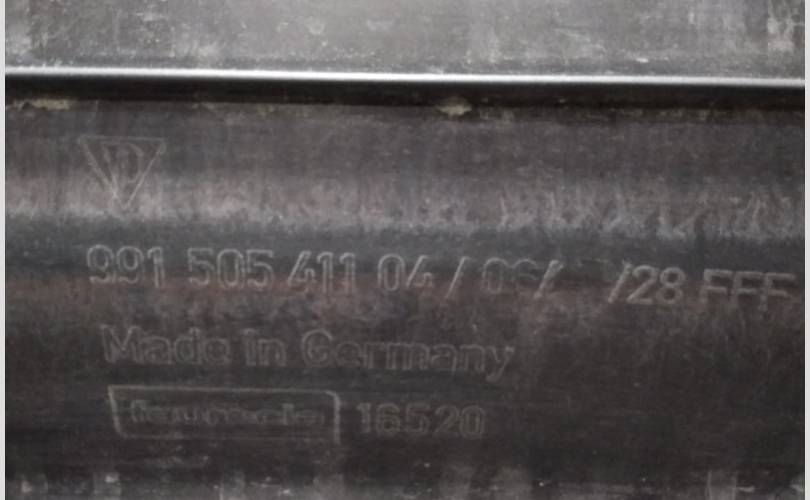 991 505 411 04 / 06/ /28 FFF
Made in Germany
16520